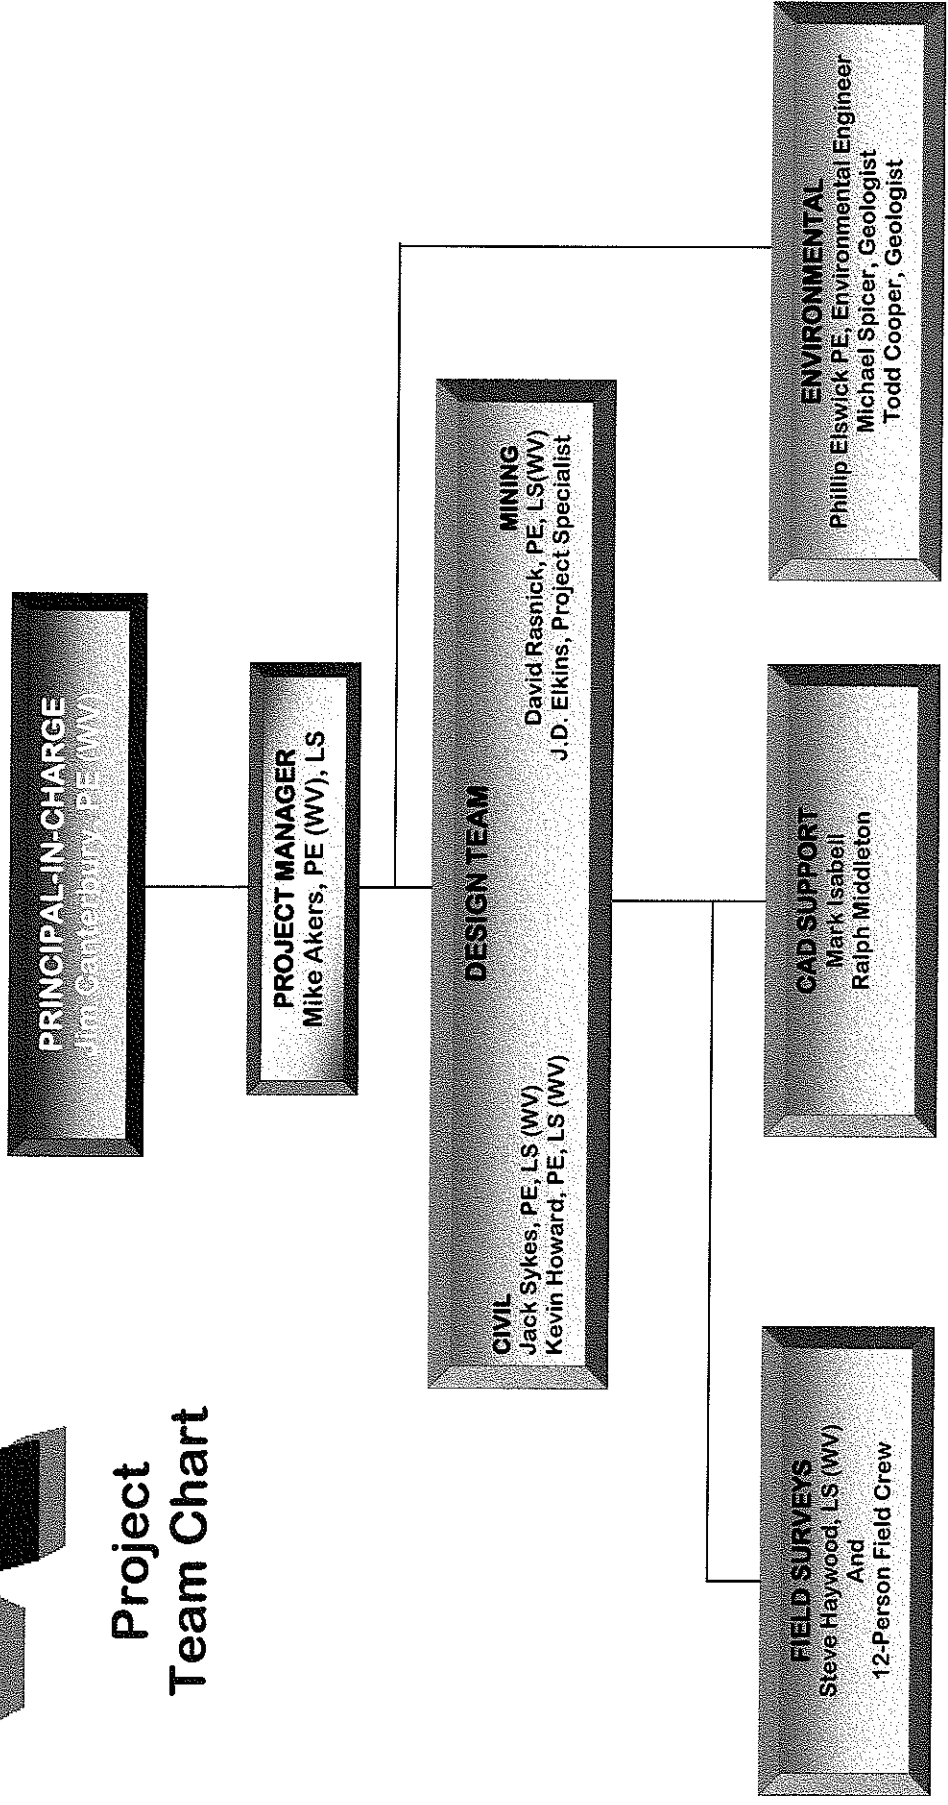 Project
Team Chart
PRINCIPAL-IN-CHARGE
Jim Canterbury, PE (WV)
PROJECT MANAGER
Mike Akers, PE (WV), LS
DESIGN TEAM
CIVIL
Jack Sykes, PE, LS (WV)
Kevin Howard, PE, LS (WV)
MINING
David Rasnick, PE, LS(WV)
J.D. Elkins, Project Specialist
FIELD SURVEYS
Steve Haywood, LS (WV)
And
12-Person Field Crew
CAD SUPPORT
Mark Isabell
Ralph Middleton
ENVIRONMENTAL
Phillip Elswick PE, Environmental Engineer
Michael Spicer, Geologist
Todd Cooper, Geologist